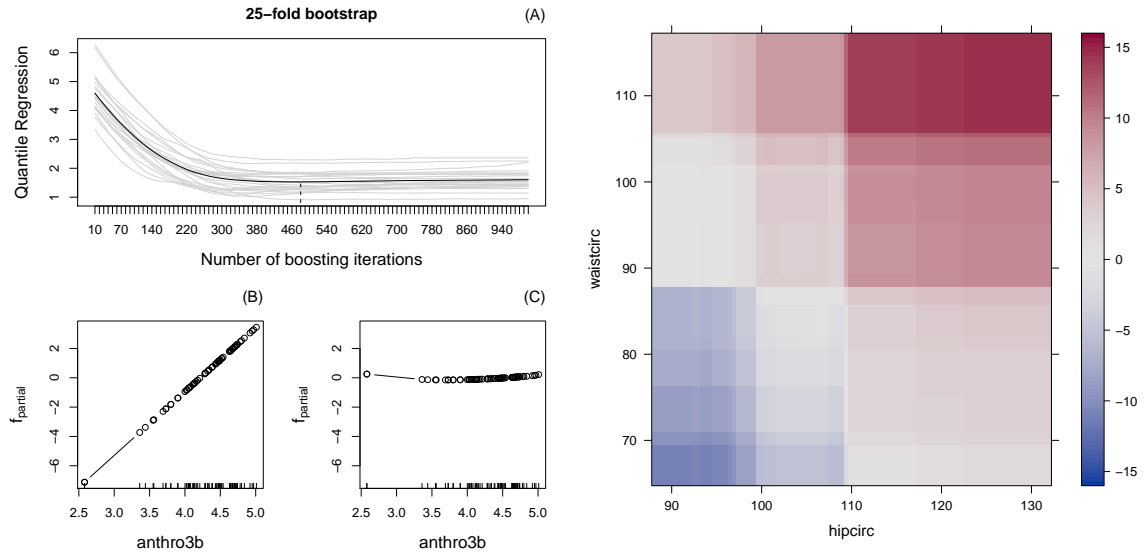 25−fold bootstrap
(A)
Quantile Regression
6
5
4
3
2
1
10 70 140 220 300 380 460 540 620 700 780 860 940
Number of boosting iterations
(B)
fpartial
2
0
−2
−4
−6
2.5 3.0 3.5 4.0 4.5 5.0
anthro3b
(C)
fpartial
2
0
−2
−4
−6
2.5 3.0 3.5 4.0 4.5 5.0
anthro3b
waistcirc
110
100
90
80
70
90 100 110 120 130
hipcirc
15
10
5
0
−5
−10
−15